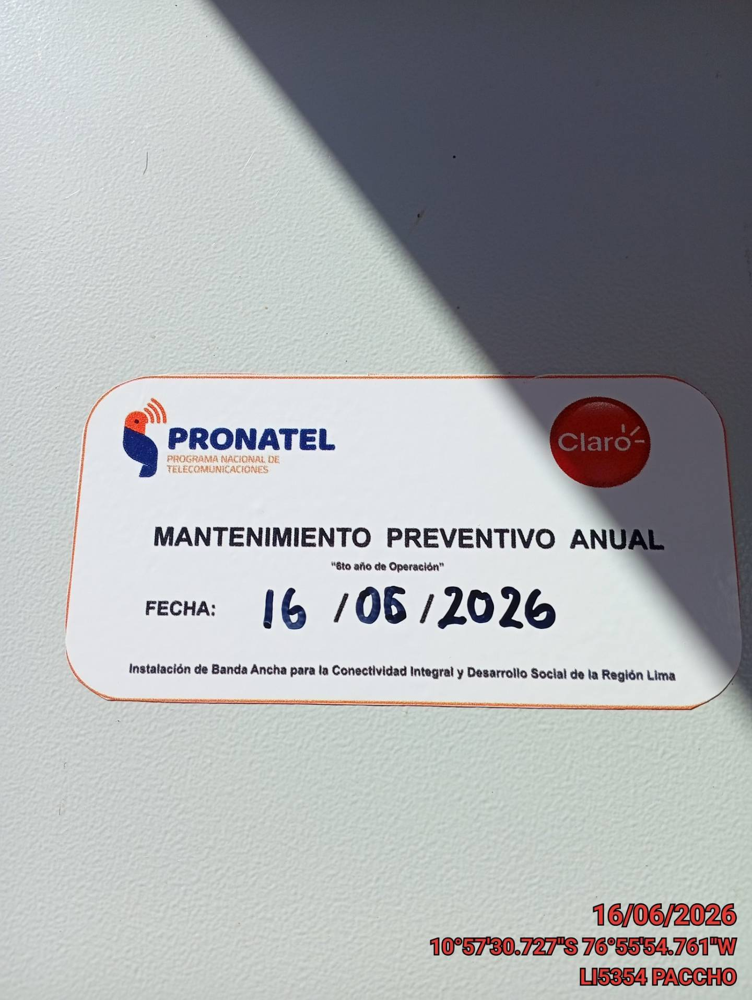 PRONATEL
PROGRAMA NACIONAL DE
TELECOMUNICACIONES
Claro
MANTENIMIENTO PREVENTIVO ANUAL
"6to año de Operación"
FECHA: 16 / 06 / 2026
Instalación de Banda Ancha para la Conectividad Integral y Desarrollo Social de la Región Lima
16/06/2026
10°57'30.727"S 76°55'54.761"W
LI5354 PACCHO